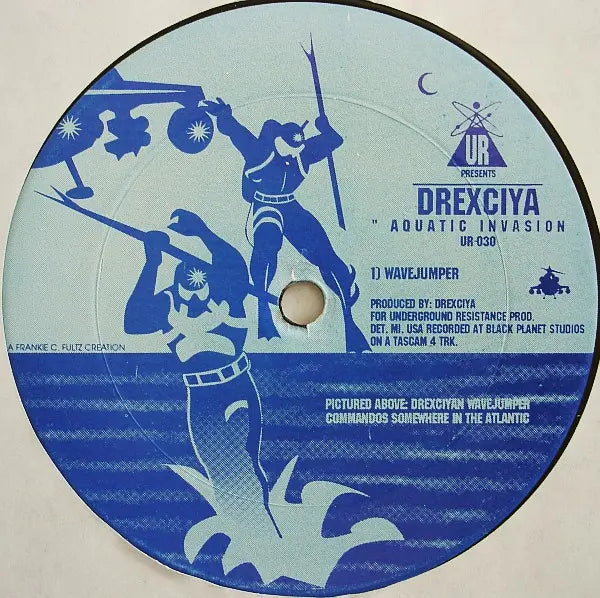 UR
PRESENTS
DREXCIYA
" AQUATIC INVASION
UR-030
1) WAVEJUMPER
PRODUCED BY: DREXCIYA
FOR UNDERGROUND RESISTANCE PROD.
DET. MI, USA RECORDED AT BLACK PLANET STUDIOS
ON A TASCAM 4 TRK.
A FRANKIE C. FULTZ CREATION
PICTURED ABOVE: DREXCIYAN WAVEJUMPER
COMMANDOS SOMEWHERE IN THE ATLANTIC